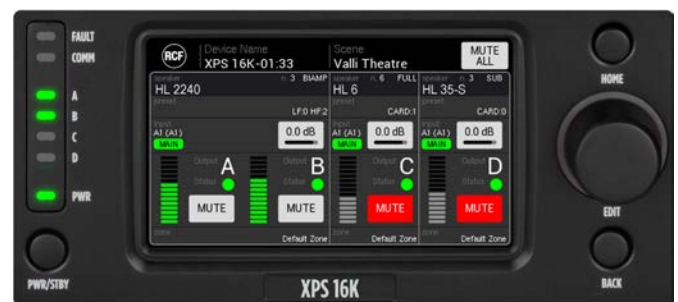 FAULT
COMM
A
B
C
D
PWR
PWR/STBY
RCF
Device Name
XPS 16K-01:33
Scene
Valli Theatre
MUTE ALL
speaker n. 3 BIAMP
HL 2240
preset
LF:0 HF:2
speaker n. 6 FULL
HL 6
preset
CARD:1
speaker n. 3 SUB
HL 35-S
preset
CARD:0
input
A1 (A1)
MAIN
0.0 dB
input
A1 (A1)
MAIN
0.0 dB
input
A1 (A1)
MAIN
0.0 dB
Output A
Status
MUTE
Output B
Status
MUTE
Output C
Status
MUTE
Output D
Status
MUTE
zone
Default Zone
zone
Default Zone
zone
Default Zone
HOME
EDIT
BACK
XPS 16K